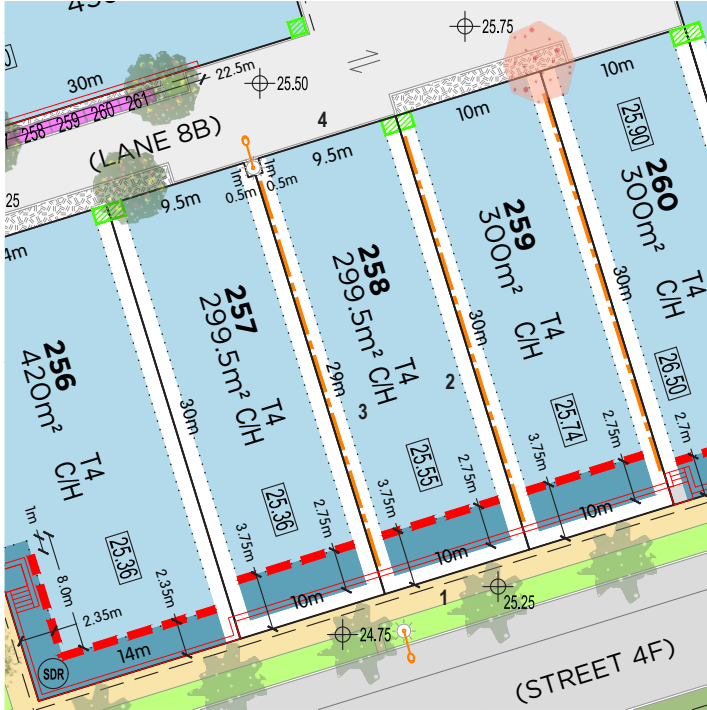 25.75
30m
22.5m
25.50
258 259 260 261
(LANE 8B)
4
10m
10m
9.5m
9.5m
1m
1m
0.5m
0.5m
25
4m
25.90
260
300m²
T4
C/H
26.50
259
300m²
T4
C/H
25.74
258
299.5m²
T4
C/H
25.55
257
299.5m²
T4
C/H
25.36
256
420m²
T4
C/H
25.36
30m
29m
30m
30m
2
3
1
3.75m
2.75m
3.75m
2.75m
3.75m
2.75m
2.7m
1m
8.0m
2.35m
2.35m
14m
10m
10m
10m
SDR
24.75
25.25
(STREET 4F)